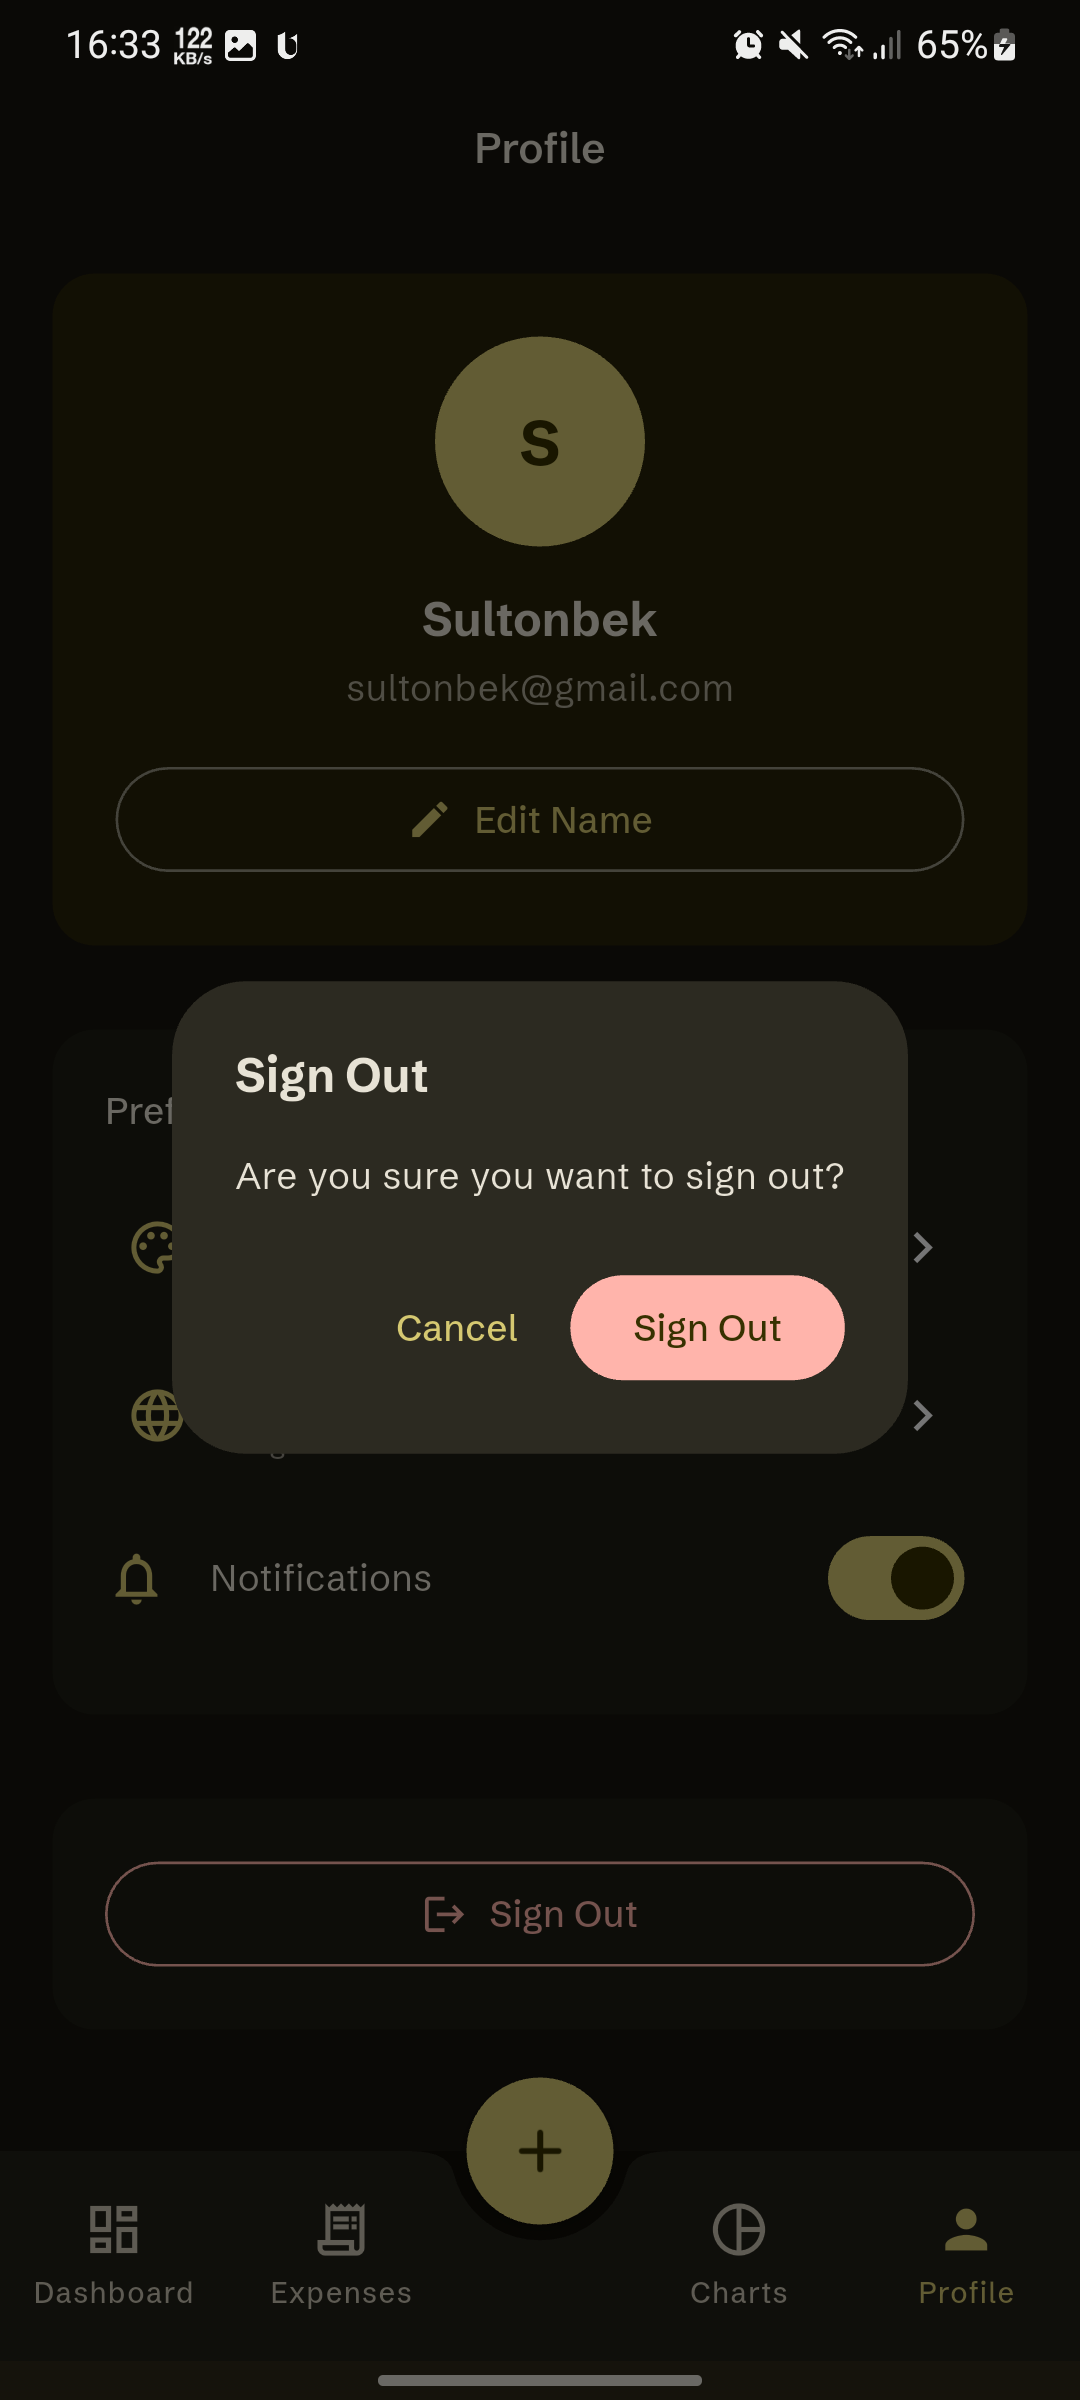 16:33 122 KB/s 65%
Profile
S
Sultonbek
sultonbek@gmail.com
Edit Name
Sign Out
Are you sure you want to sign out?
Cancel Sign Out
Notifications
Sign Out
Dashboard Expenses Charts Profile